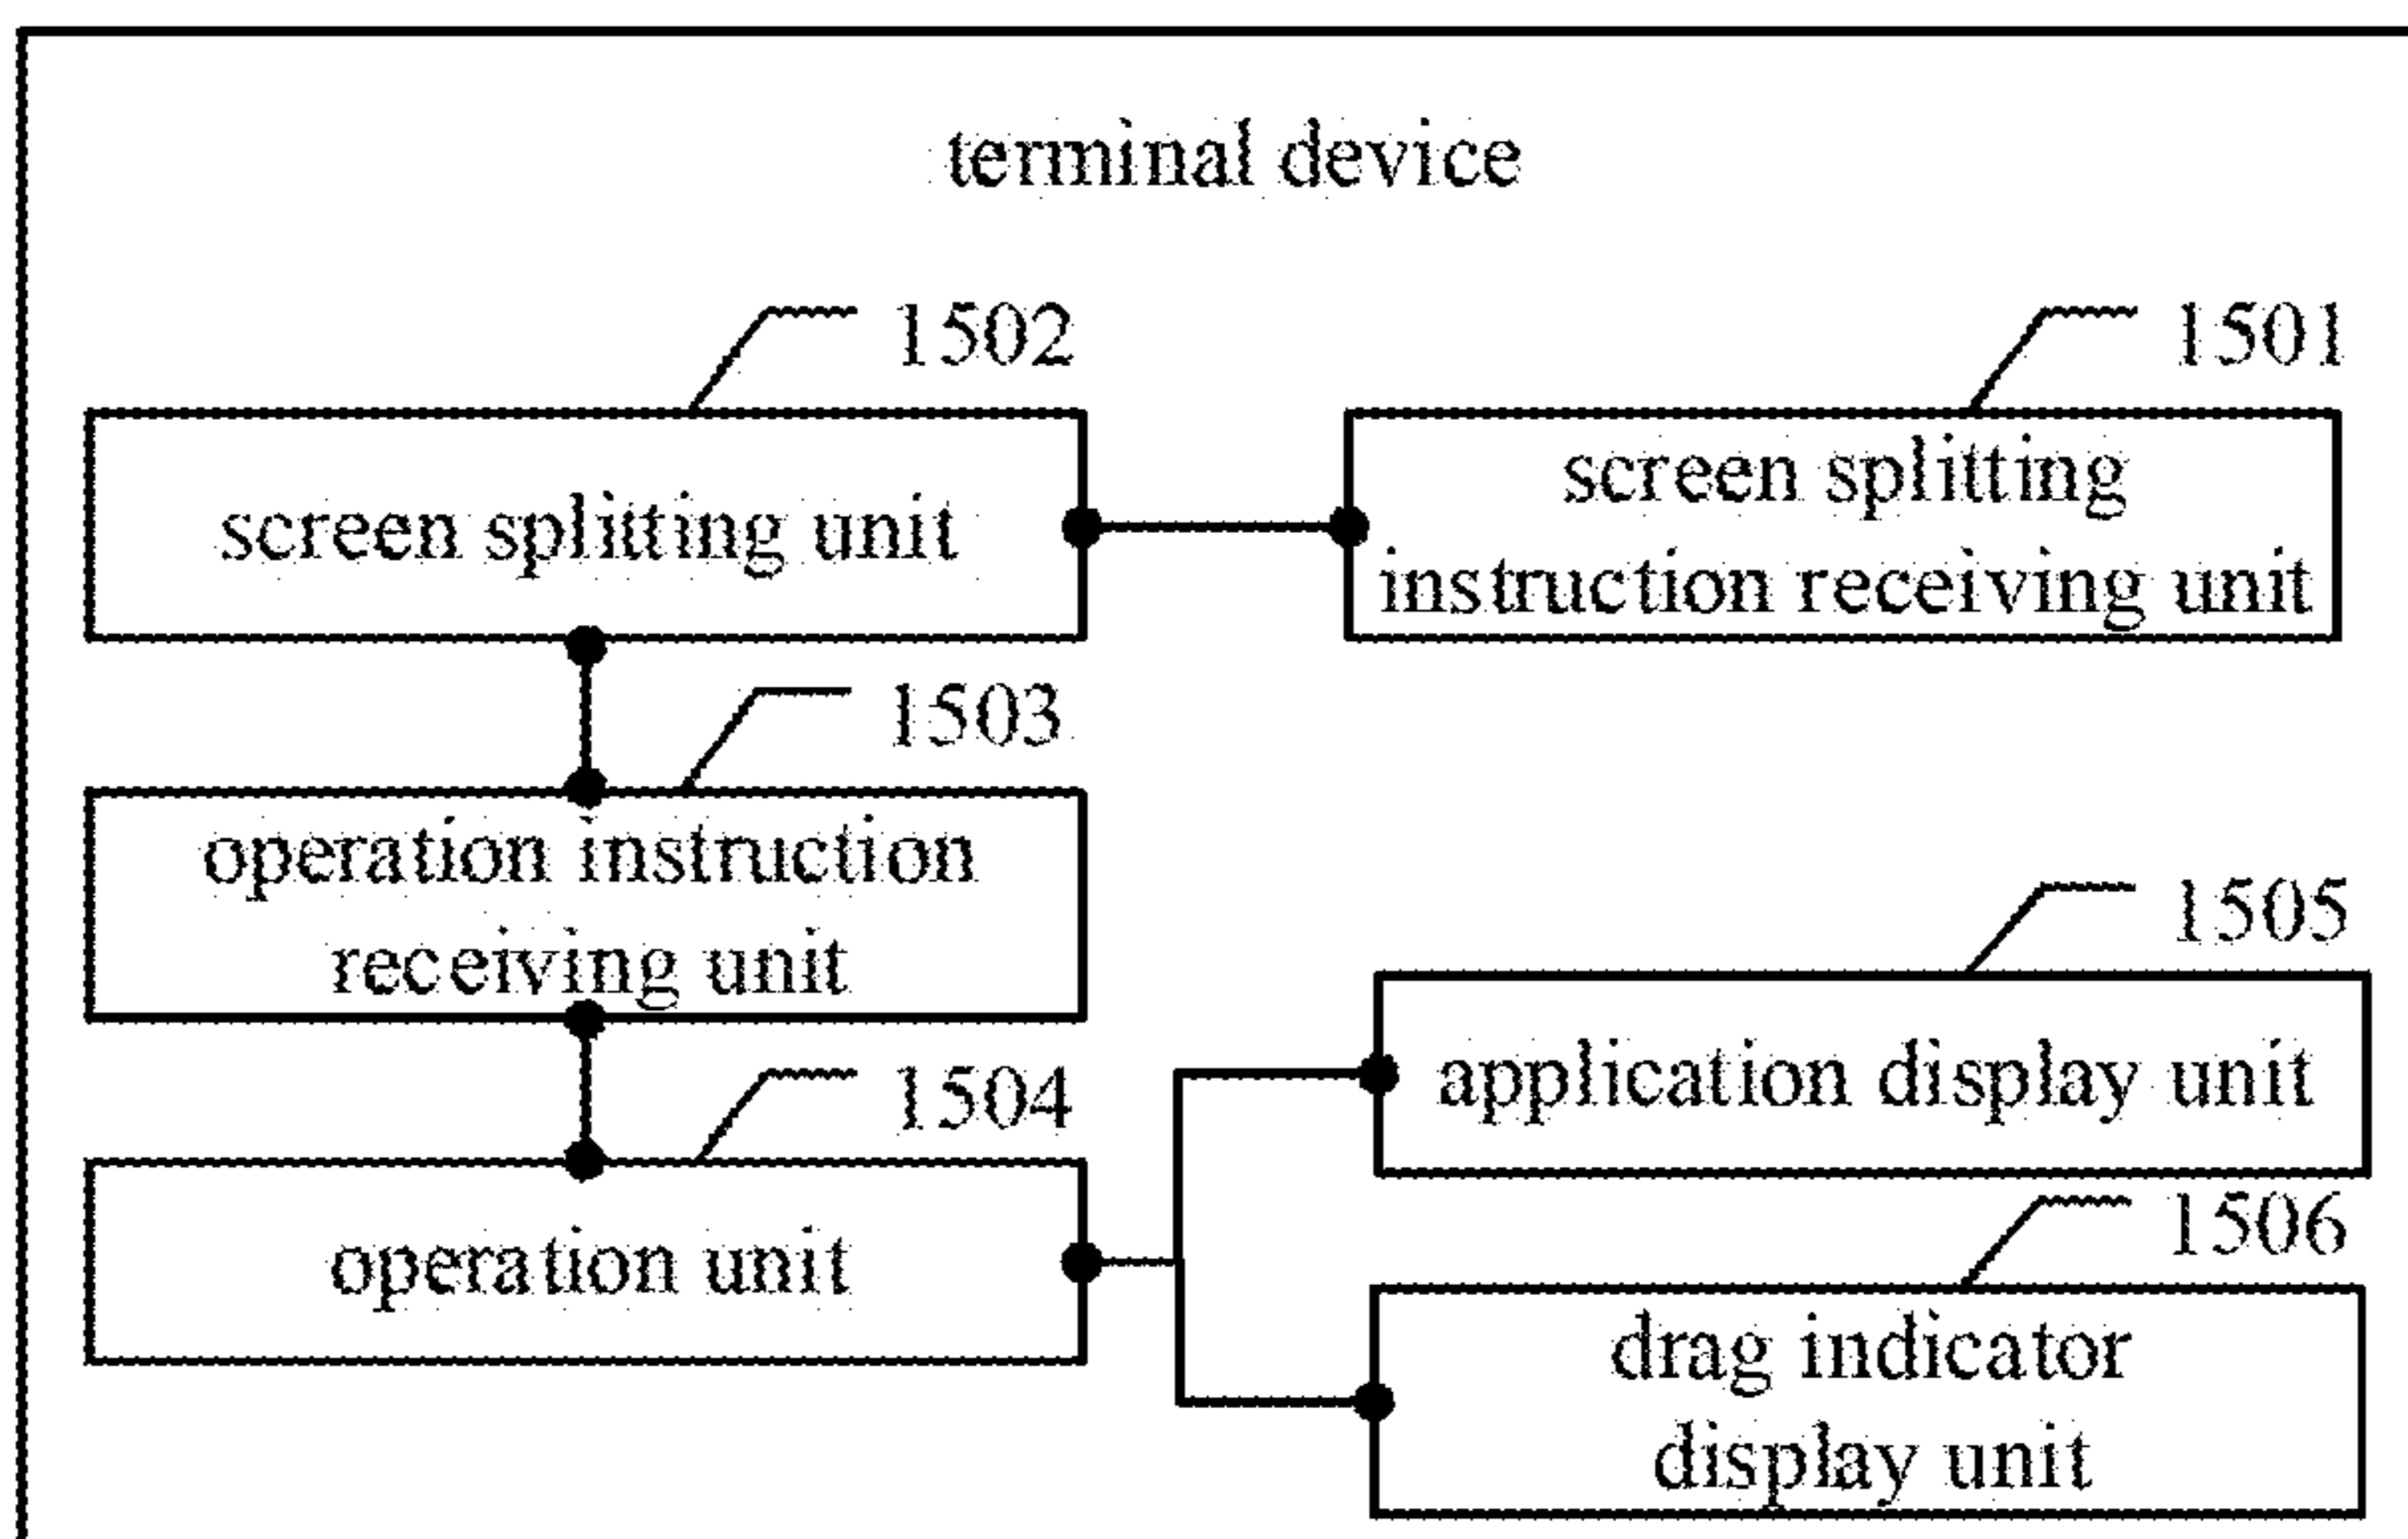 terminal device
1502
1501
screen splitting unit
screen splitting
instruction receiving unit
1503
operation instruction
receiving unit
1505
application display unit
1504
operation unit
1506
drag indicator
display unit